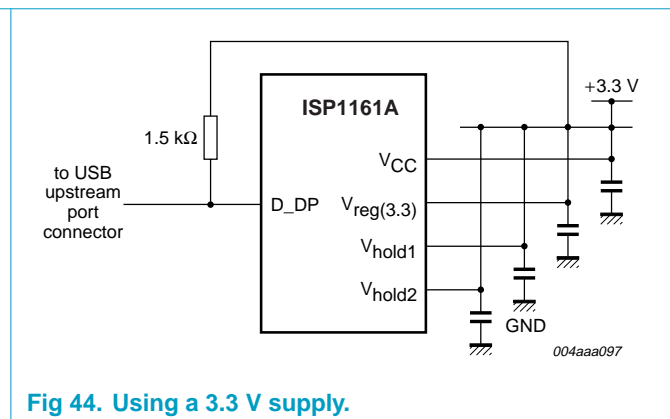 +3.3 V
ISP1161A
1.5 kΩ
to USB
upstream
port
connector
D_DP
VCC
Vreg(3.3)
Vhold1
Vhold2
GND
004aaa097
Fig 44. Using a 3.3 V supply.